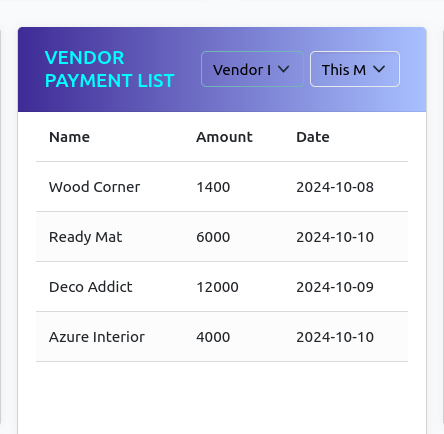 VENDOR
PAYMENT LIST
Vendor I
This M
Name Amount Date
Wood Corner 1400 2024-10-08
Ready Mat 6000 2024-10-10
Deco Addict 12000 2024-10-09
Azure Interior 4000 2024-10-10